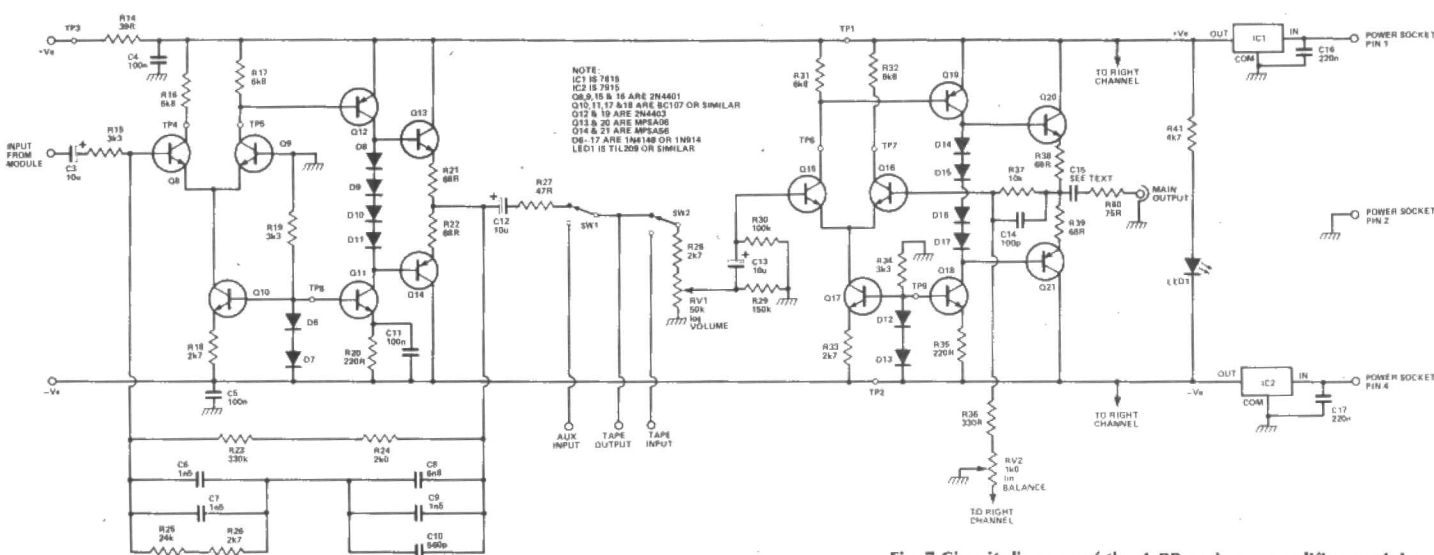 TP3
R14
39R
+Ve
C4
100n
R16
6k8
R17
6k8
TP4
TP5
INPUT
FROM
MODULE
C3
10u
+
R15
3k3
Q8
Q9
Q12
Q13
D8
D9
D10
D11
R21
68R
R22
68R
R19
3k3
Q10
TP8
Q11
Q14
D6
D7
R18
2k7
R20
220R
C11
100n
C5
100n
-Ve
R23
330k
R24
2k0
C6
1n5
C7
1n5
R25
24k
R26
2k7
C8
6n8
C9
1n5
C10
560p
NOTE:
IC1 IS 7815
IC2 IS 7915
Q8,9,15 & 16 ARE 2N4401
Q10,11,17 & 18 ARE BC107 OR SIMILAR
Q12 & 19 ARE 2N4403
Q13 & 20 ARE MPSA06
Q14 & 21 ARE MPSA56
D6-17 ARE 1N4148 OR 1N914
LED1 IS TIL209 OR SIMILAR
+
C12
10u
R27
47R
SW1
SW2
R28
2k7
RV1
50k
log
VOLUME
AUX
INPUT
TAPE
OUTPUT
TAPE
INPUT
R30
100k
+
C13
10u
R29
150k
TP1
R31
6k8
R32
6k8
TP6
TP7
Q15
Q16
Q19
Q20
D14
D15
D16
D17
R38
68R
R37
10k
C15
SEE TEXT
R40
75R
MAIN
OUTPUT
C14
100p
R39
68R
R34
3k3
Q17
TP9
Q18
Q21
D12
D13
R33
2k7
R35
220R
TP2
R36
330R
RV2
1k0
lin
BALANCE
TO RIGHT
CHANNEL
TO RIGHT
CHANNEL
TO RIGHT
CHANNEL
+Ve
OUT
IC1
IN
COM
C16
220n
POWER SOCKET
PIN 1
R41
4k7
LED1
POWER SOCKET
PIN 2
OUT
IC2
IN
-Ve
COM
C17
220n
POWER SOCKET
PIN 4